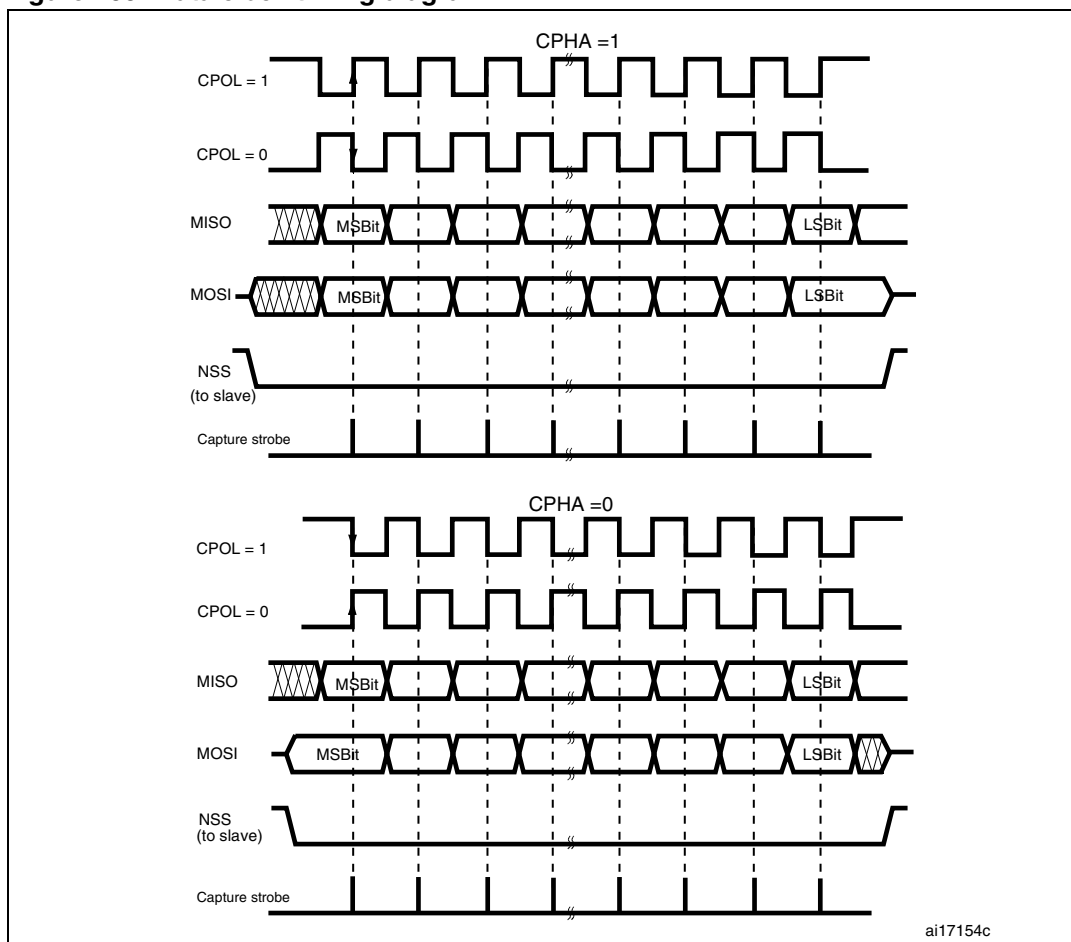 CPHA =1
CPOL = 1
CPOL = 0
MISO MSBit LSBit
MOSI MSBit LSBit
NSS
(to slave)
Capture strobe
CPHA =0
CPOL = 1
CPOL = 0
MISO MSBit LSBit
MOSI MSBit LSBit
NSS
(to slave)
Capture strobe
ai17154c